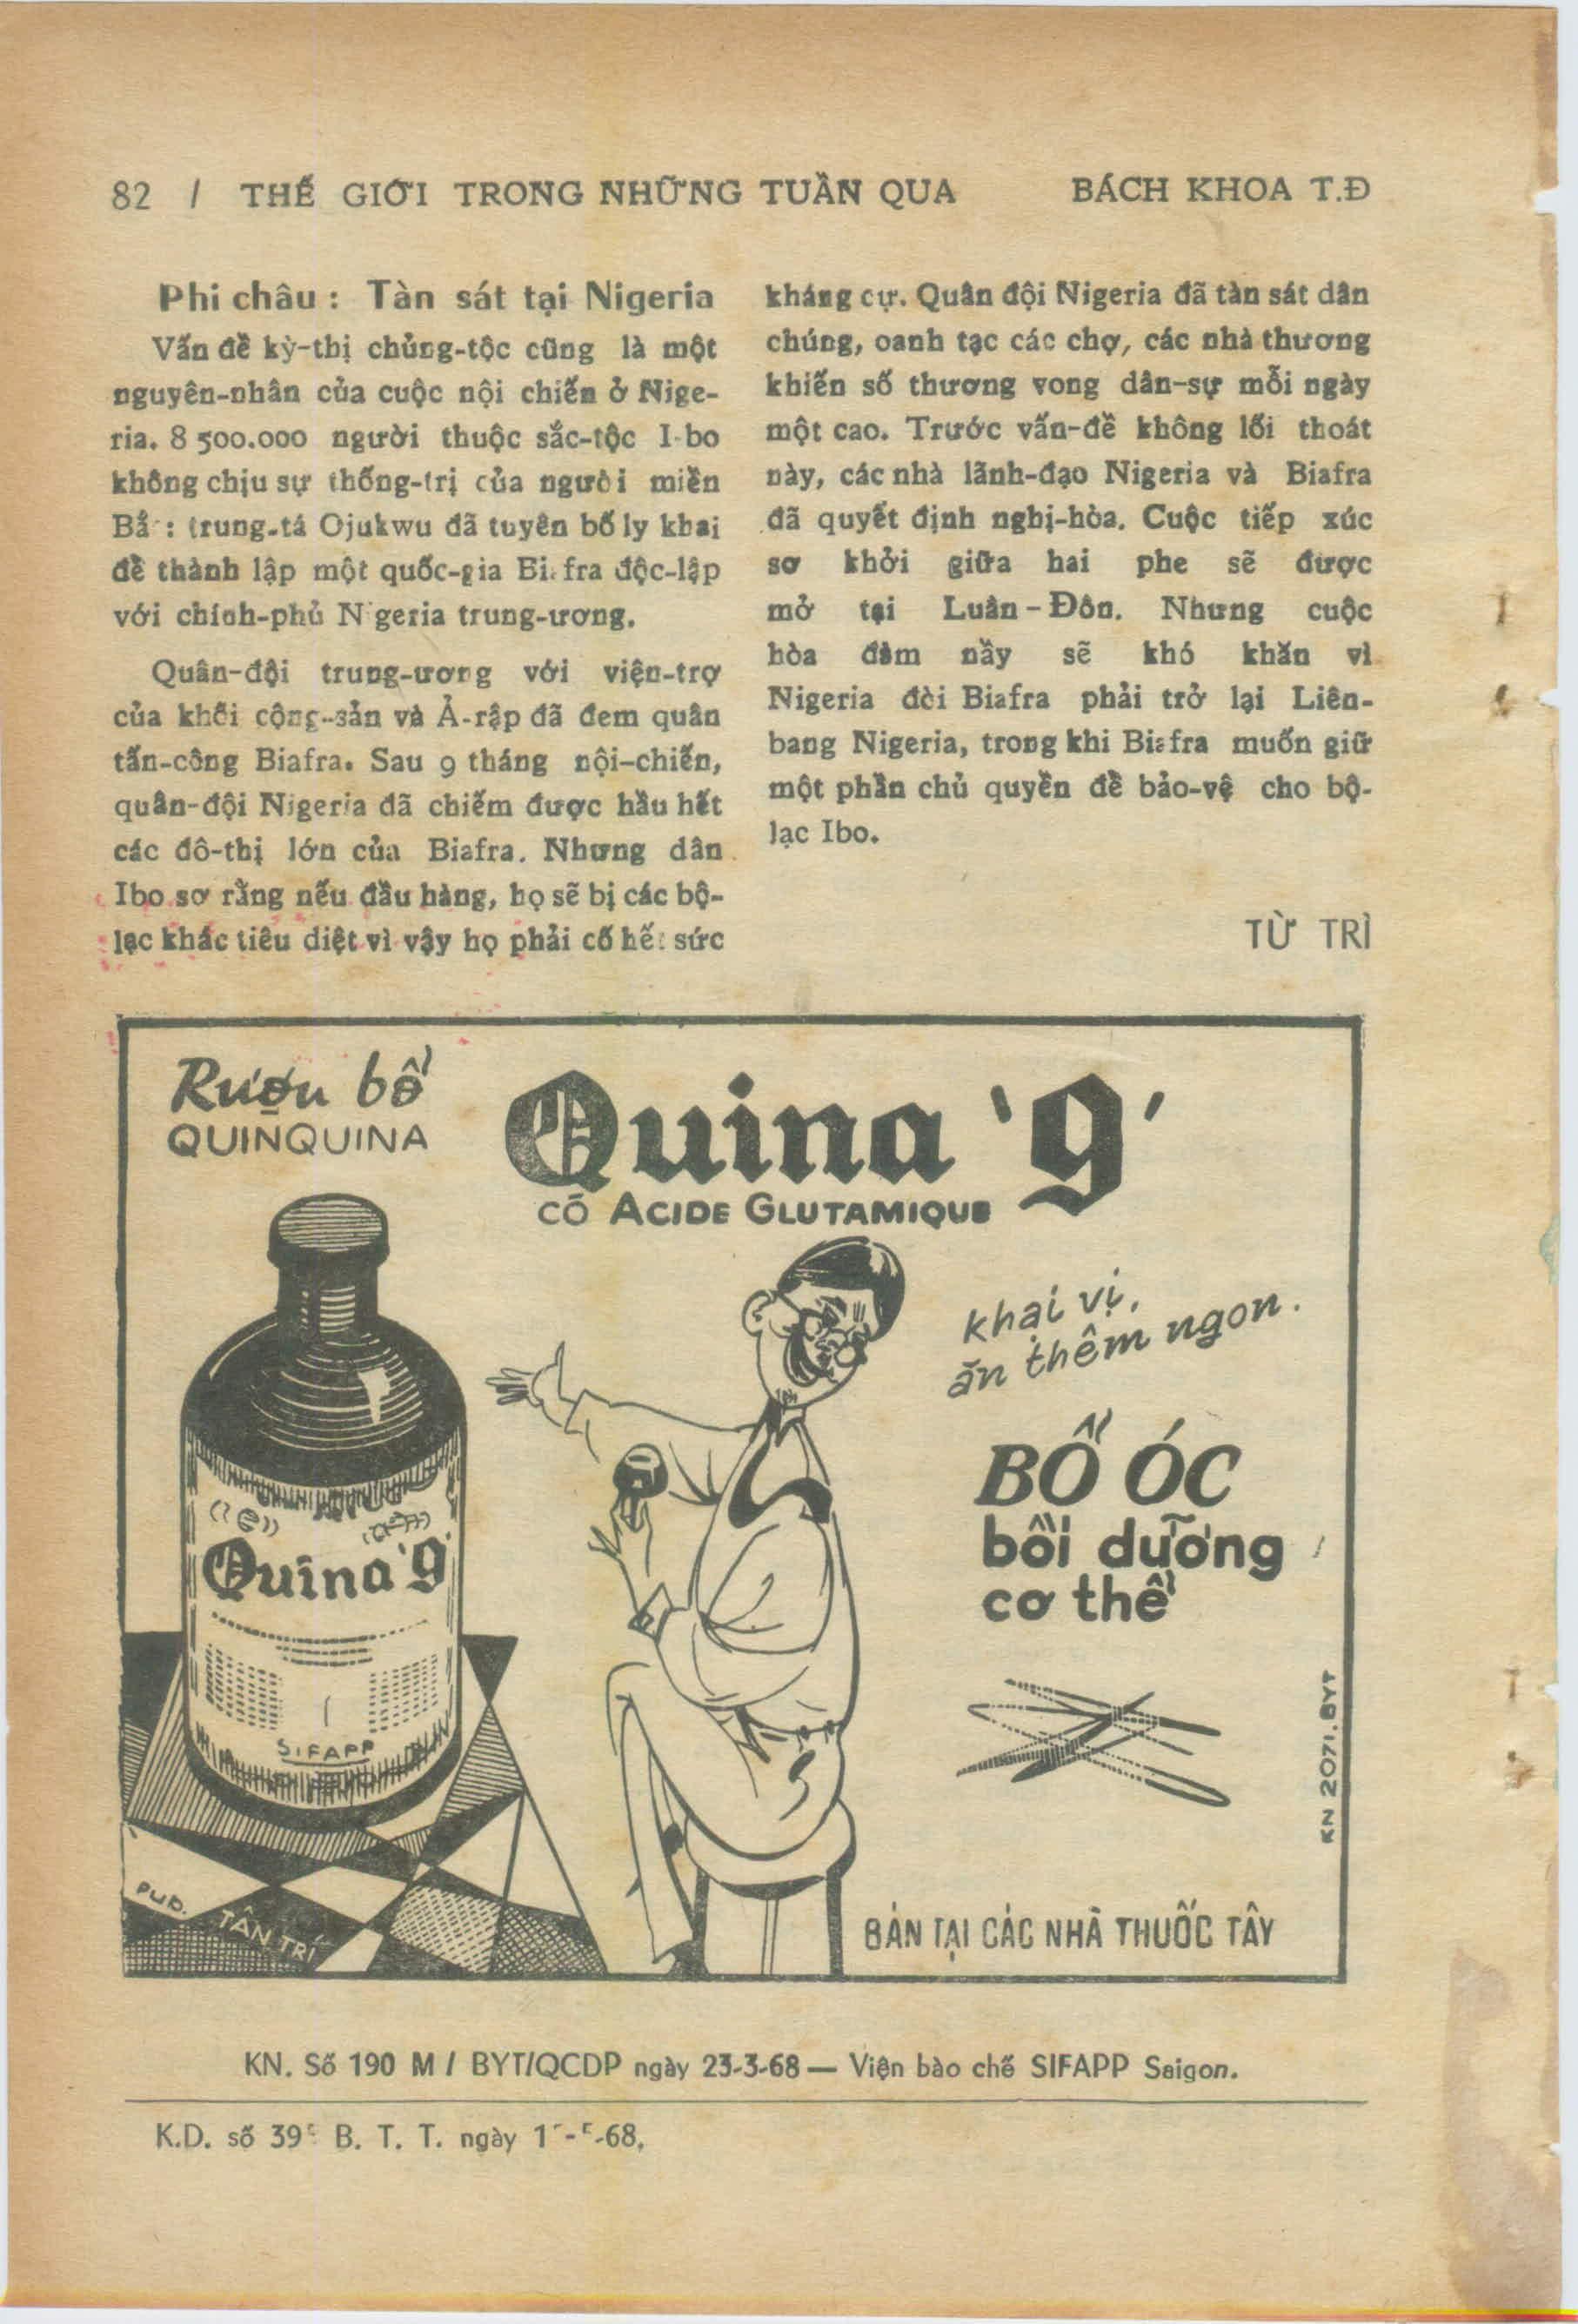 82 / THẾ GIỚI TRONG NHỮNG TUẦN QUA BÁCH KHOA T.Đ
Phi châu : Tàn sát tại Nigeria
Vấn đề kỳ-thị chủng-tộc cũng là một
nguyên-nhân của cuộc nội chiến ở Nige-
ria. 8 500.000 người thuộc sắc-tộc I-bo
không chịu sự thống-trị của người miền
: trung-tá Ojukwu đã tuyên bố ly khai
để thành lập một quốc-gia Biafra độc-lập
với chính-phủ Nigeria trung-ương.
Quân-đội trung-ương với viện-trợ
của khối cộng-sản và Ả-rập đã đem quân
tấn-công Biafra. Sau 9 tháng nội-chiến,
quân-đội Nigeria đã chiếm được hầu hết
các đô-thị lớn của Biafra. Nhưng dân
Ibo sợ rằng nếu đầu hàng, họ sẽ bị các bộ-
lạc khác tiêu diệt vì vậy họ phải cố hết sức
kháng cự. Quân đội Nigeria đã tàn sát dân
chúng, oanh tạc các chợ, các nhà thương
khiến số thương vong dân-sự mỗi ngày
một cao. Trước vấn-đề không lối thoát
này, các nhà lãnh-đạo Nigeria và Biafra
đã quyết định nghị-hòa. Cuộc tiếp xúc
sơ khởi giữa hai phe sẽ được
mở tại Luân-Đôn. Nhưng cuộc
hòa đàm nầy sẽ khó khăn vì
Nigeria đòi Biafra phải trở lại Liên-
bang Nigeria, trong khi Biafra muốn giữ
một phần chủ quyền để bảo-vệ cho bộ-
lạc Ibo.
TỪ TRÌ
Rượu bổ
QUINQUINA
Quina '9'
CÓ ACIDE GLUTAMIQUE
khai vị,
ăn thêm ngon.
BỔ ÓC
bồi dưỡng
cơ thể
Quina '9'
SIFAPP
KN 2071.BYT
PUB. TÂN TRÍ
BÁN TẠI CÁC NHÀ THUỐC TÂY
KN. Số 190 M / BYT/QCDP ngày 23-3-68 — Viện bào chế SIFAPP Saigon.
K.D. số B. T. T. ngày